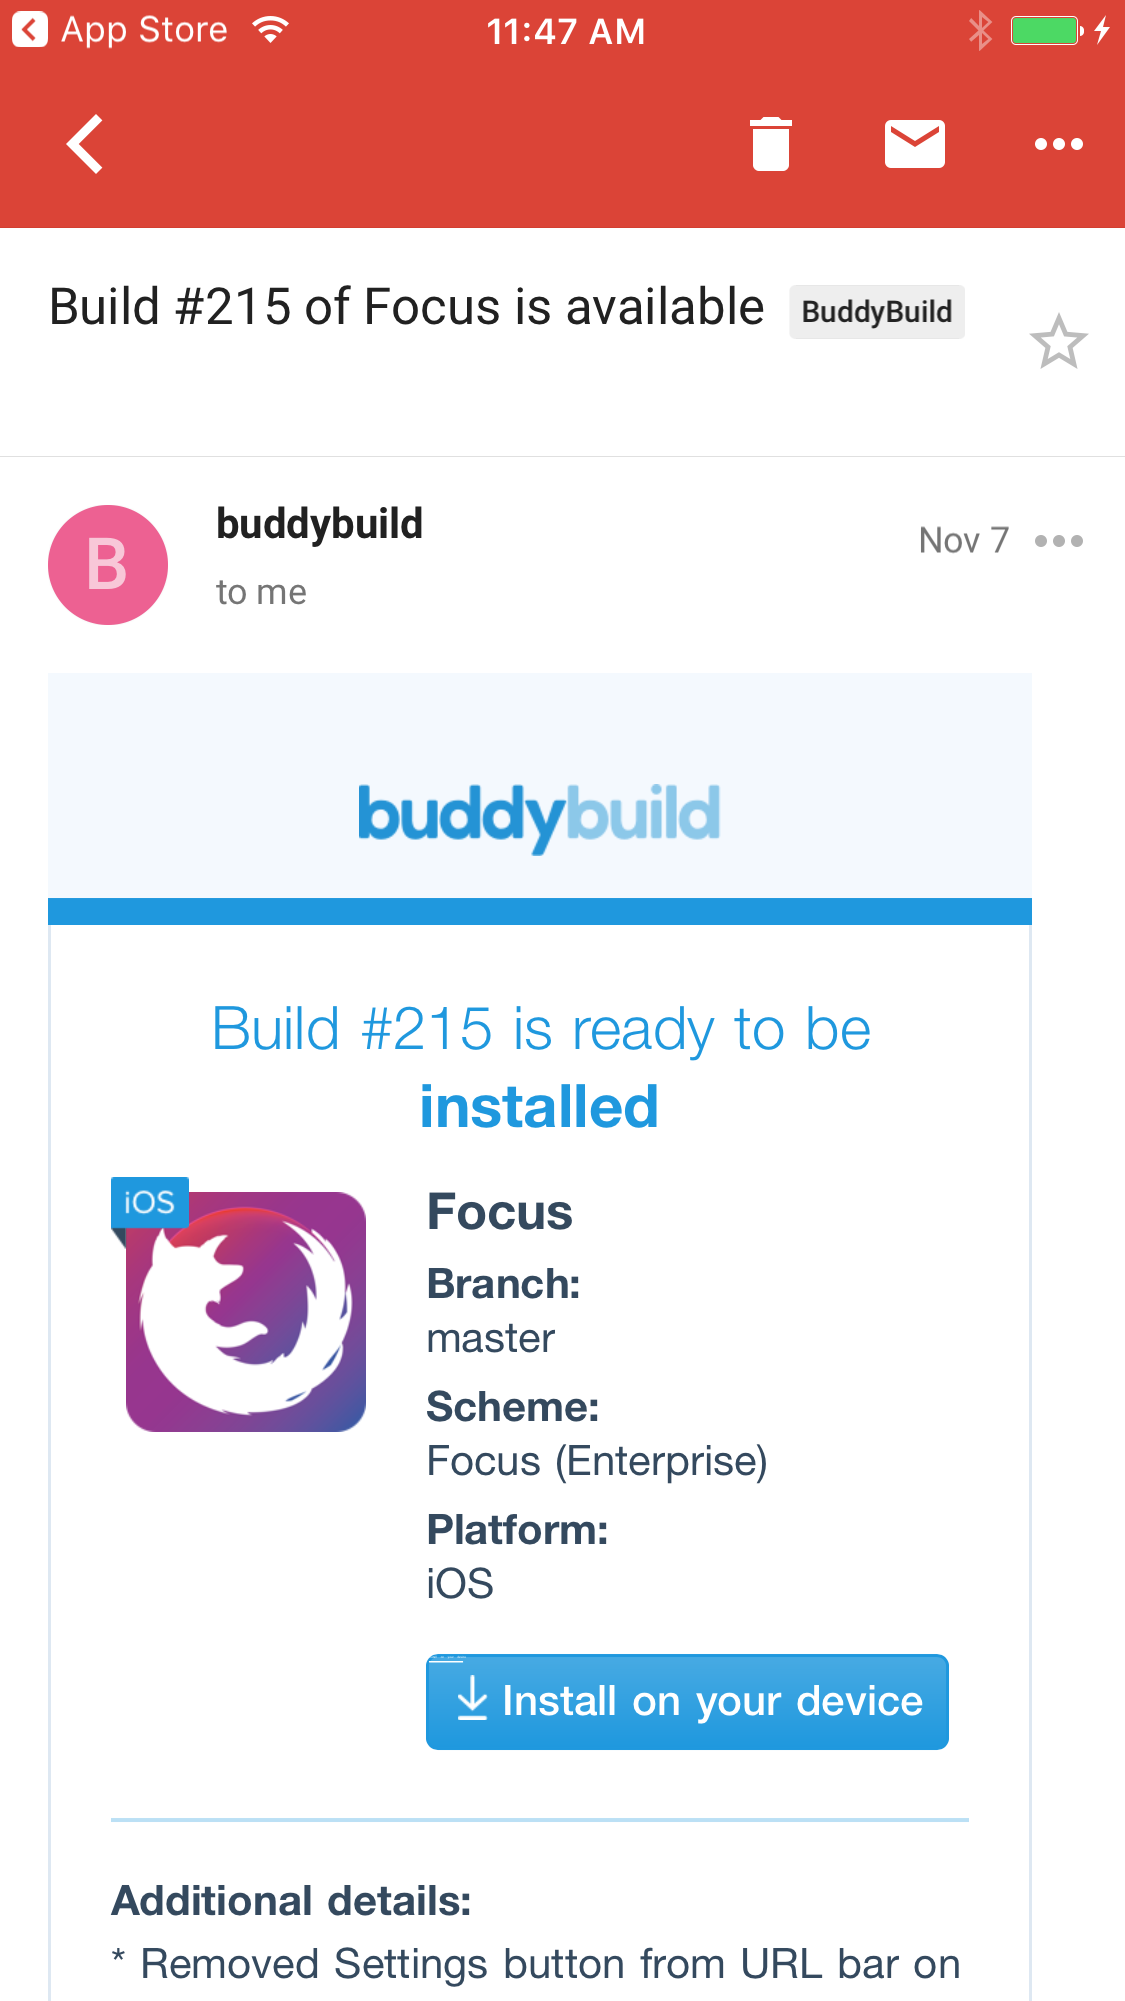 App Store 11:47 AM
Build #215 of Focus is available BuddyBuild
B
buddybuild
Nov 7
to me
buddybuild
Build #215 is ready to be
installed
iOS
Focus
Branch:
master
Scheme:
Focus (Enterprise)
Platform:
iOS
Install on your device
Additional details:
* Removed Settings button from URL bar on